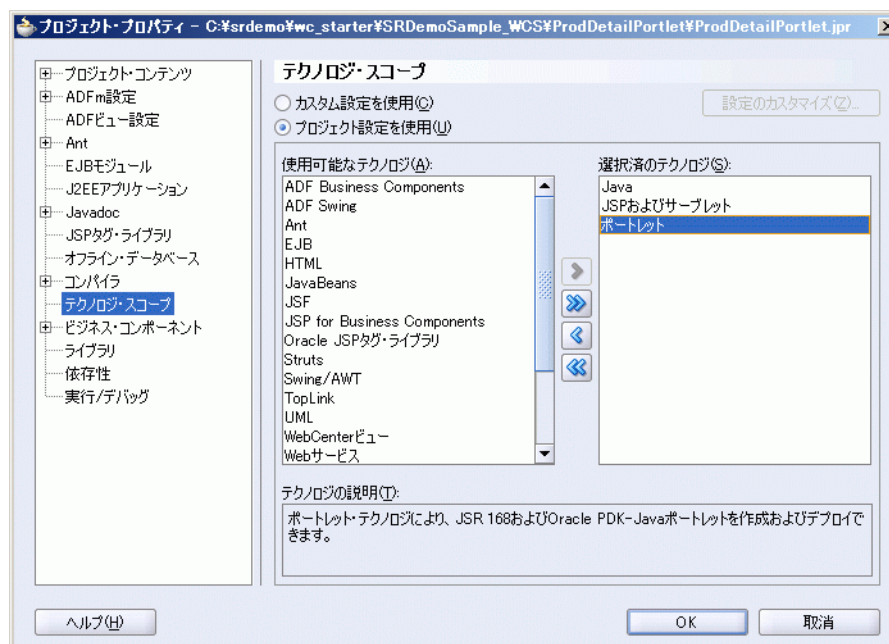 プロジェクト・プロパティ - C:¥srdemo¥wc_starter¥SRDemoSample_WCS¥ProdDetailPortlet¥ProdDetailPortlet.jpr
プロジェクト・コンテンツ
ADFm設定
ADFビュー設定
Ant
EJBモジュール
J2EEアプリケーション
Javadoc
JSPタグ・ライブラリ
オフライン・データベース
コンパイラ
テクノロジ・スコープ
ビジネス・コンポーネント
ライブラリ
依存性
実行/デバッグ
テクノロジ・スコープ
カスタム設定を使用(C)
設定のカスタマイズ(Z)...
プロジェクト設定を使用(U)
使用可能なテクノロジ(A):
ADF Business Components
ADF Swing
Ant
EJB
HTML
JavaBeans
JSF
JSP for Business Components
Oracle JSPタグ・ライブラリ
Struts
Swing/AWT
TopLink
UML
WebCenterビュー
Webサービス
選択済のテクノロジ(S):
Java
JSPおよびサーブレット
ポートレット
テクノロジの説明(T):
ポートレット・テクノロジにより、JSR 168およびOracle PDK-Javaポートレットを作成およびデプロイで
きます。
ヘルプ(H)
OK
取消